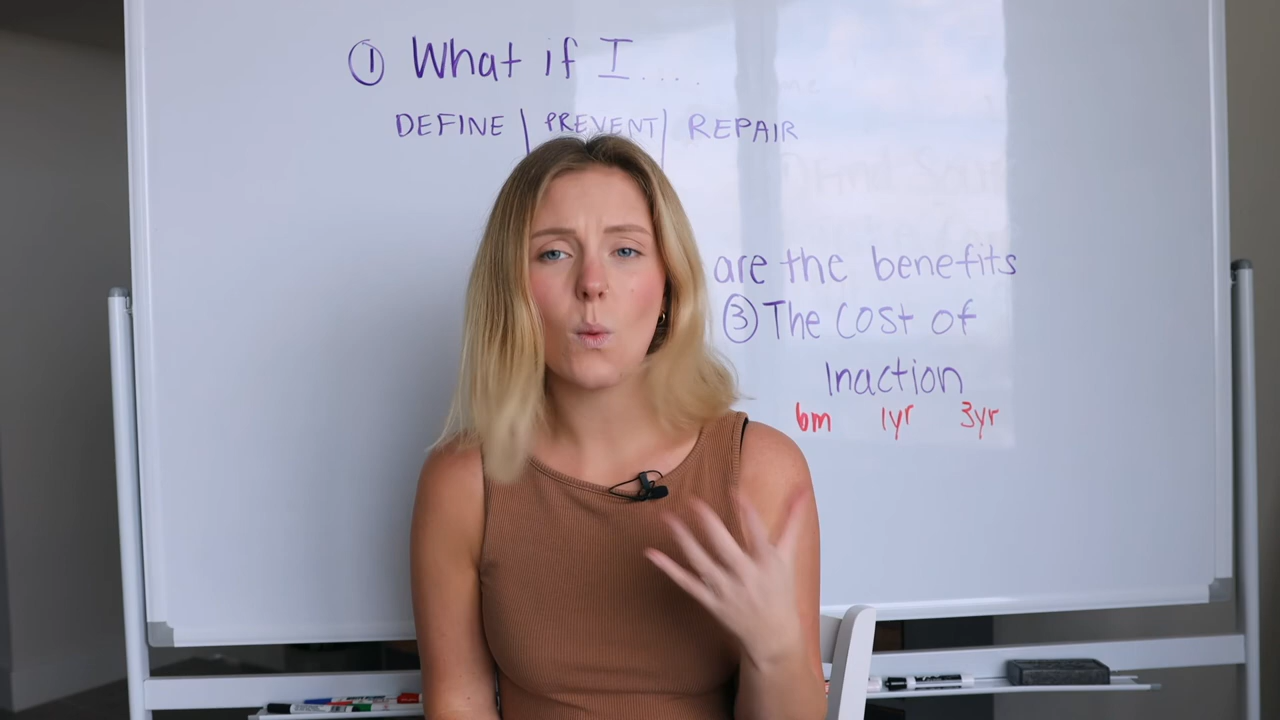 ① What if I....
DEFINE | PREVENT | REPAIR
are the benefits
③ The Cost of
Inaction
6m 1yr 3yr